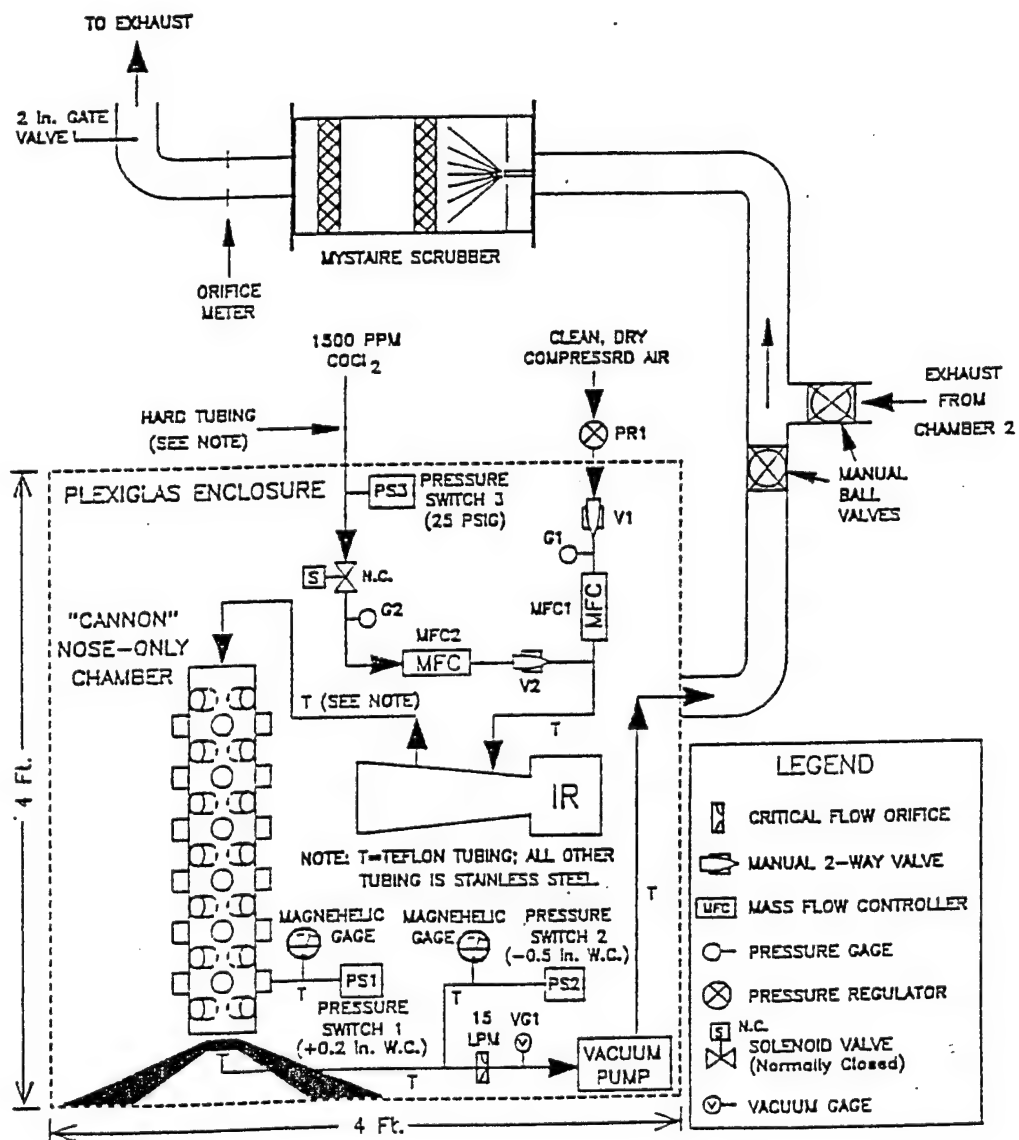 TO EXHAUST
2 in. GATE
VALVE
MYSTAIRE SCRUBBER
ORIFICE
METER
1500 PPM
COCl2
CLEAN, DRY
COMPRESSRD AIR
HARD TUBING
(SEE NOTE)
PR1
EXHAUST
FROM
CHAMBER 2
MANUAL
BALL
VALVES
PLEXIGLAS ENCLOSURE
PS3
PRESSURE
SWITCH 3
(25 PSIG)
V1
G1
S
N.C.
G2
MFC1
MFC
"CANNON"
NOSE-ONLY
CHAMBER
MFC2
MFC
V2
T (SEE NOTE)
T
IR
4 Ft.
NOTE: T=TEFLON TUBING; ALL OTHER
TUBING IS STAINLESS STEEL
T
MAGNEHELIC
GAGE
MAGNEHELIC
GAGE
PRESSURE
SWITCH 2
(-0.5 in. W.C.)
T
PS1
T
PS2
PRESSURE
SWITCH 1
(+0.2 in. W.C.)
15
LPM
VG1
VACUUM
PUMP
T
T
4 Ft.
LEGEND
CRITICAL FLOW ORIFICE
MANUAL 2-WAY VALVE
MFC
MASS FLOW CONTROLLER
PRESSURE GAGE
PRESSURE REGULATOR
S
N.C.
SOLENOID VALVE
(Normally Closed)
V
VACUUM GAGE